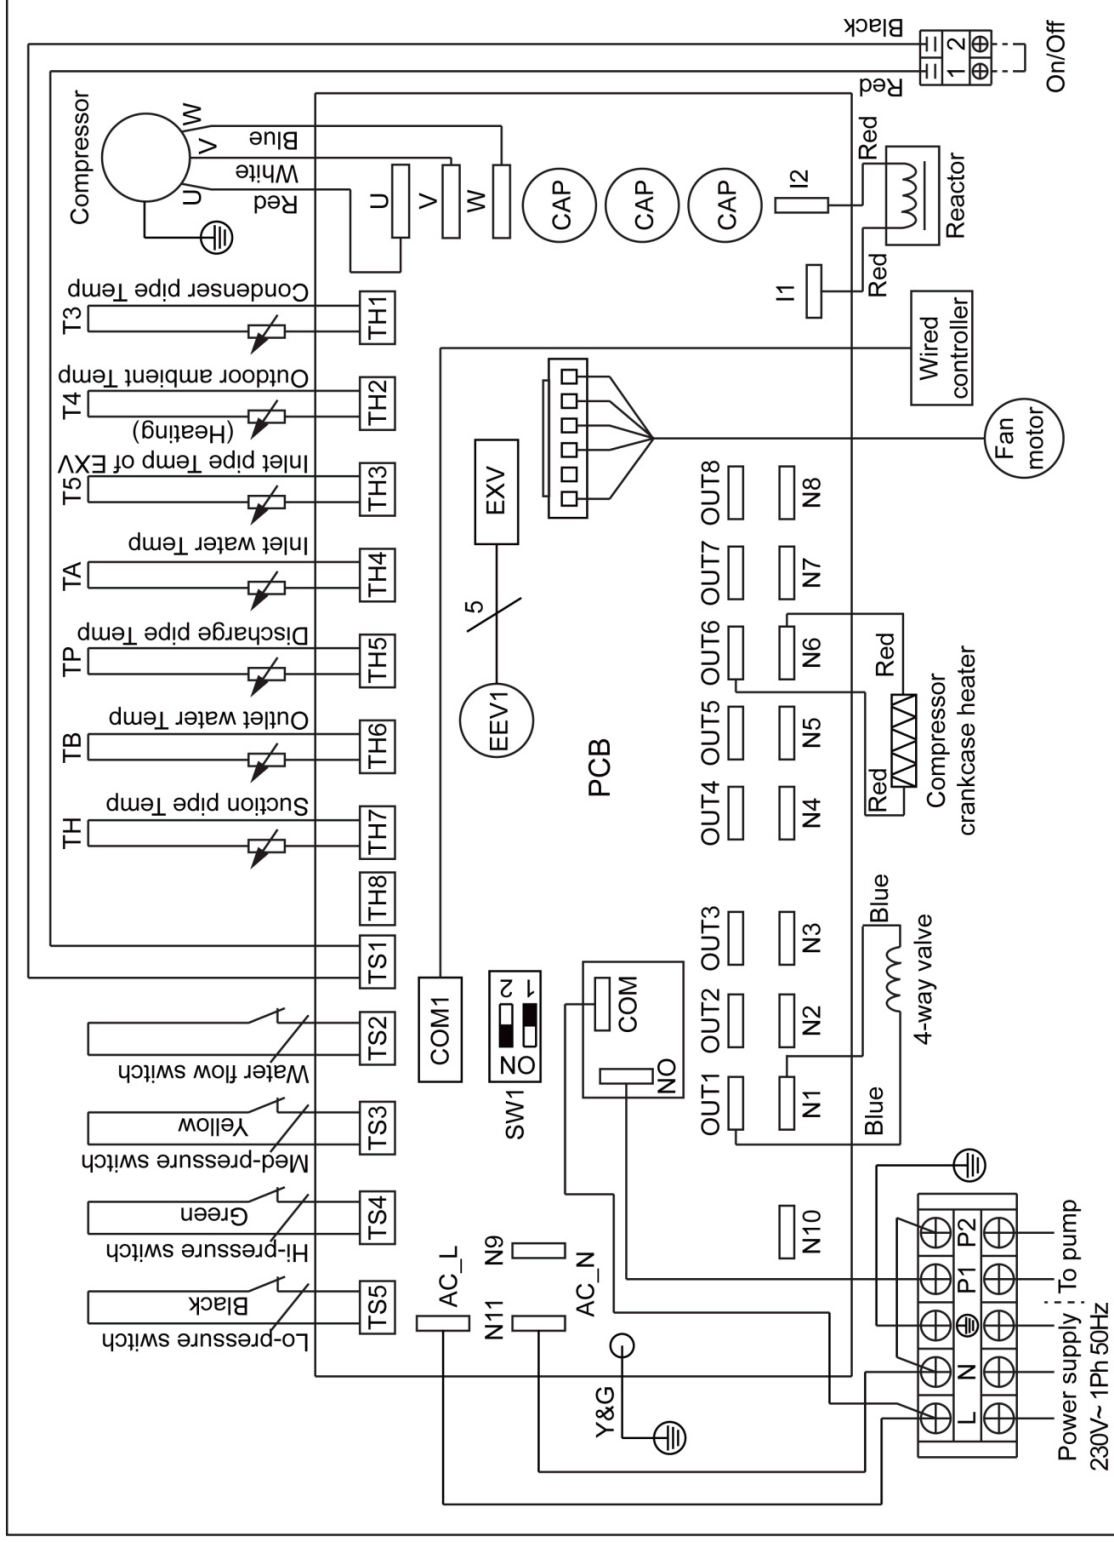 Black
Red
2
1
On/Off
Compressor
U
V
W
Blue
White
Red
U
V
W
CAP
CAP
CAP
I2
I1
Red
Red
Reactor
T3
Condenser pipe Temp
TH1
T4
Outdoor ambient Temp
(Heating)
TH2
T5
Inlet pipe Temp of EXV
TH3
TA
Inlet water Temp
TH4
TP
Discharge pipe Temp
TH5
TB
Outlet water Temp
TH6
TH
Suction pipe Temp
TH7
TH8
TS1
Water flow switch
TS2
Med-pressure switch
Yellow
TS3
Hi-pressure switch
Green
TS4
Lo-pressure switch
Black
TS5
Wired
controller
Fan
motor
EXV
5
EEV1
PCB
COM1
SW1
ON
1
2
COM
NO
OUT1
OUT2
OUT3
OUT4
OUT5
OUT6
OUT7
OUT8
N1
N2
N3
N4
N5
N6
N7
N8
N10
Red
Red
Compressor
crankcase heater
Blue
Blue
4-way valve
AC_L
N11
N9
AC_N
Y&G
L
N
P1
P2
Power supply
230V~ 1Ph 50Hz
To pump